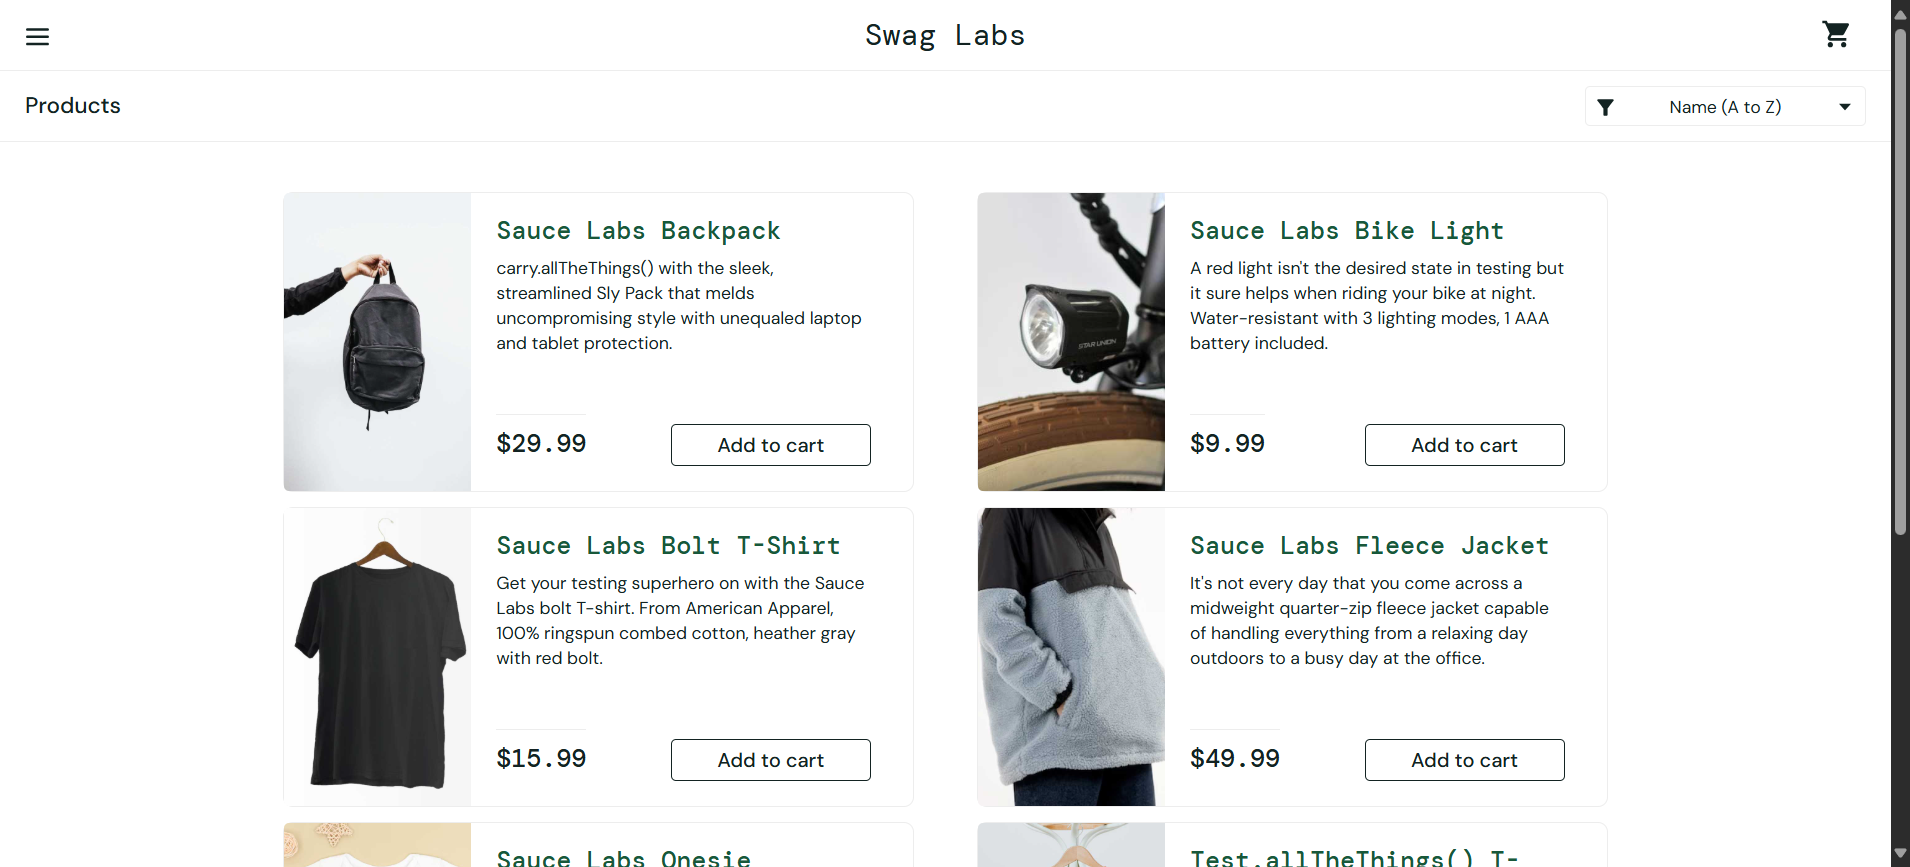 Swag Labs
Products
Name (A to Z)
Sauce Labs Backpack
carry.allTheThings() with the sleek,
streamlined Sly Pack that melds
uncompromising style with unequaled laptop
and tablet protection.
$29.99
Add to cart
Sauce Labs Bike Light
A red light isn't the desired state in testing but
it sure helps when riding your bike at night.
Water-resistant with 3 lighting modes, 1 AAA
battery included.
$9.99
Add to cart
STAR UNION
Sauce Labs Bolt T-Shirt
Get your testing superhero on with the Sauce
Labs bolt T-shirt. From American Apparel,
100% ringspun combed cotton, heather gray
with red bolt.
$15.99
Add to cart
Sauce Labs Fleece Jacket
It's not every day that you come across a
midweight quarter-zip fleece jacket capable
of handling everything from a relaxing day
outdoors to a busy day at the office.
$49.99
Add to cart
Sauce Labs Onesie
Test.allTheThings() T-